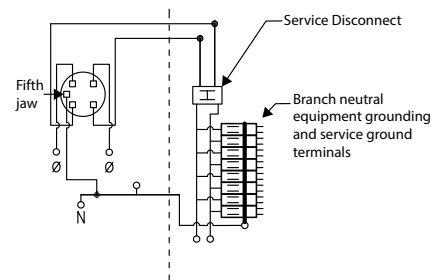 Service Disconnect
Fifth
jaw
Branch neutral
equipment grounding
and service ground
terminals
Ø Ø
N